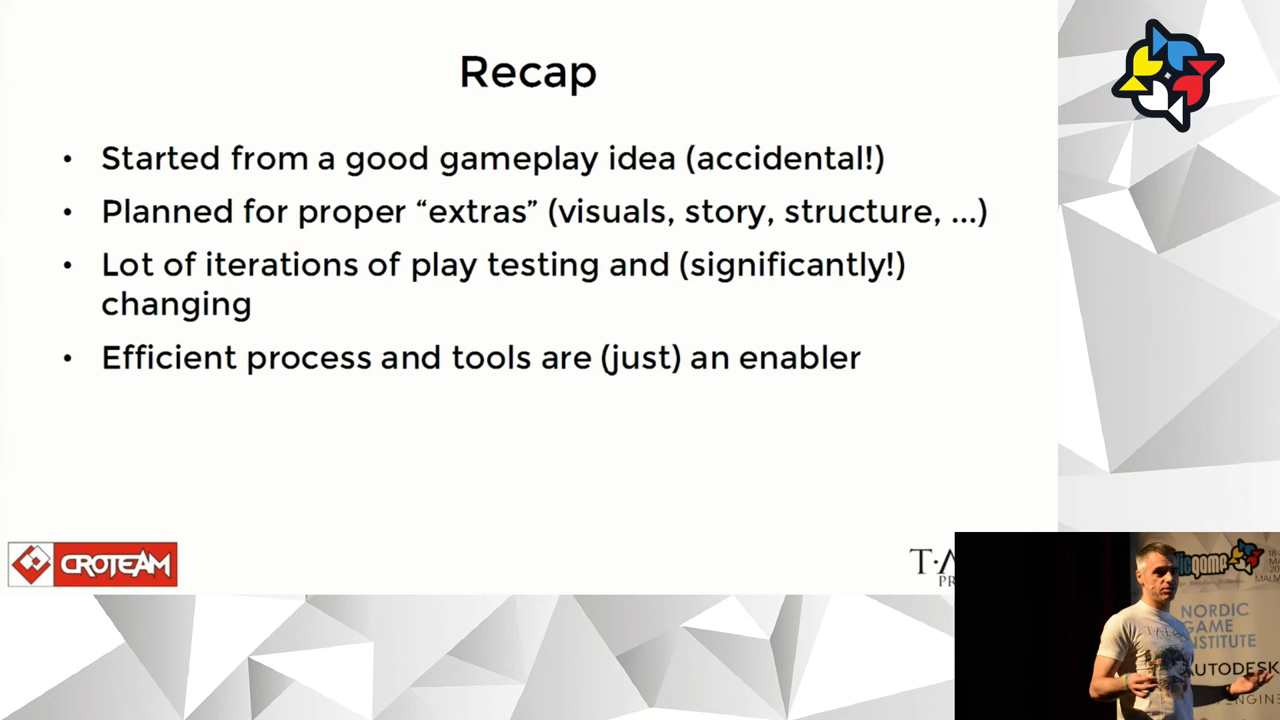 Recap
• Started from a good gameplay idea (accidental!)
• Planned for proper “extras” (visuals, story, structure, ...)
• Lot of iterations of play testing and (significantly!)
changing
• Efficient process and tools are (just) an enabler
CROTEAM
NORDIC
GAME
INSTITUTE
AUTODESK